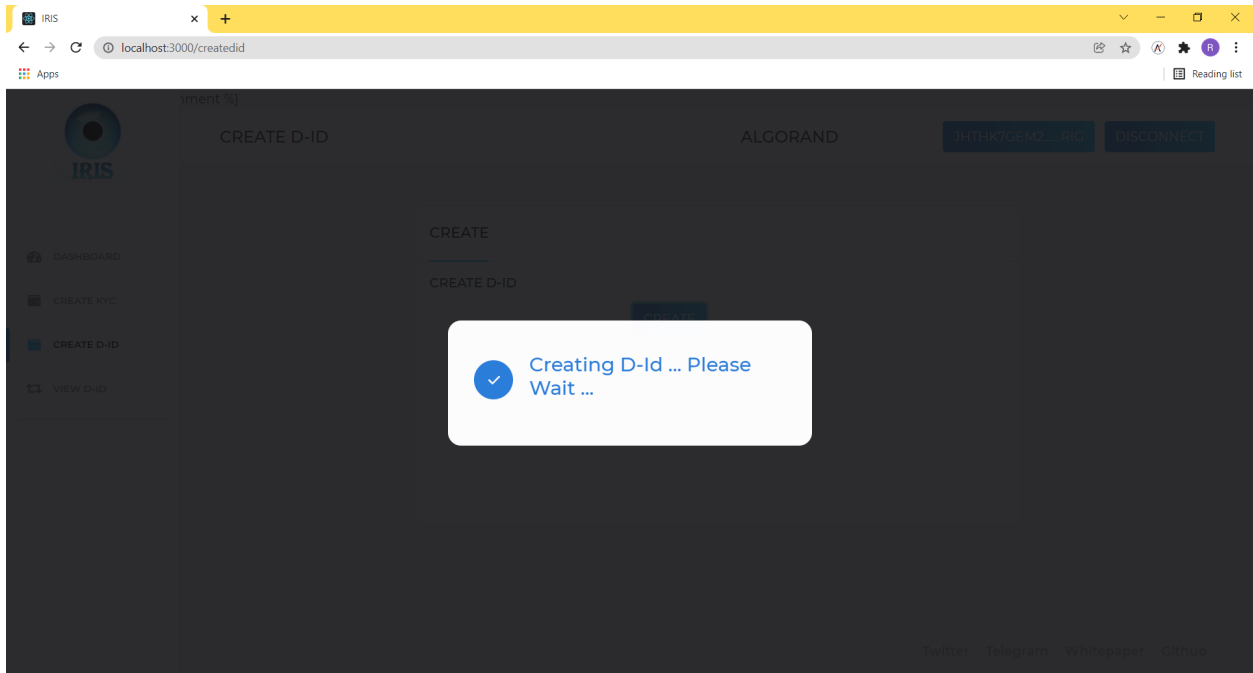 IRIS
localhost:3000/createdid
R
Apps
Reading list
nment %}
IRIS
CREATE D-ID
ALGORAND
DISCONNECT
CREATE
DASHBOARD
CREATE D-ID
CREATE KYC
CREATE
CREATE D-ID
Creating D-Id ... Please
Wait ...
VIEW D-ID
Twitter Telegram Whitepaper Github